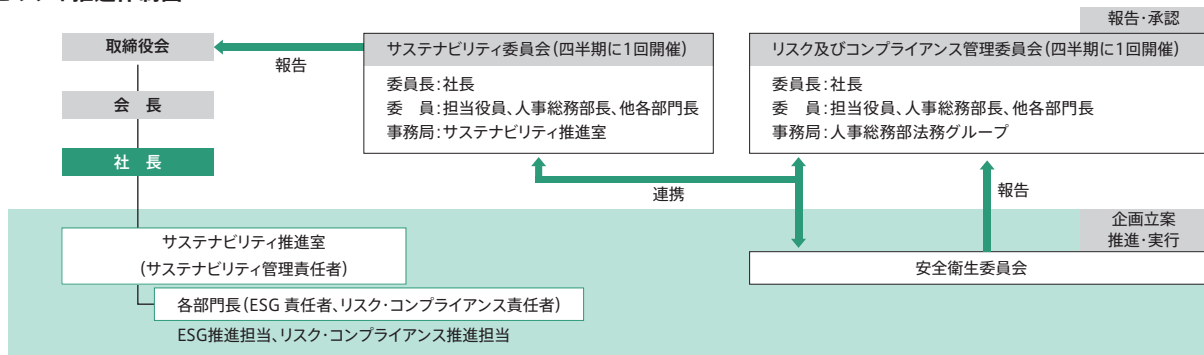 報告・承認
取締役会
報告
会　長
社　長
サステナビリティ委員会(四半期に1回開催)
委員長:社長
委　員:担当役員、人事総務部長、他各部門長
事務局:サステナビリティ推進室
リスク及びコンプライアンス管理委員会(四半期に1回開催)
委員長:社長
委　員:担当役員、人事総務部長、他各部門長
事務局:人事総務部法務グループ
連携
報告
企画立案
推進・実行
サステナビリティ推進室
(サステナビリティ管理責任者)
安全衛生委員会
各部門長(ESG 責任者、リスク・コンプライアンス責任者)
ESG推進担当、リスク・コンプライアンス推進担当